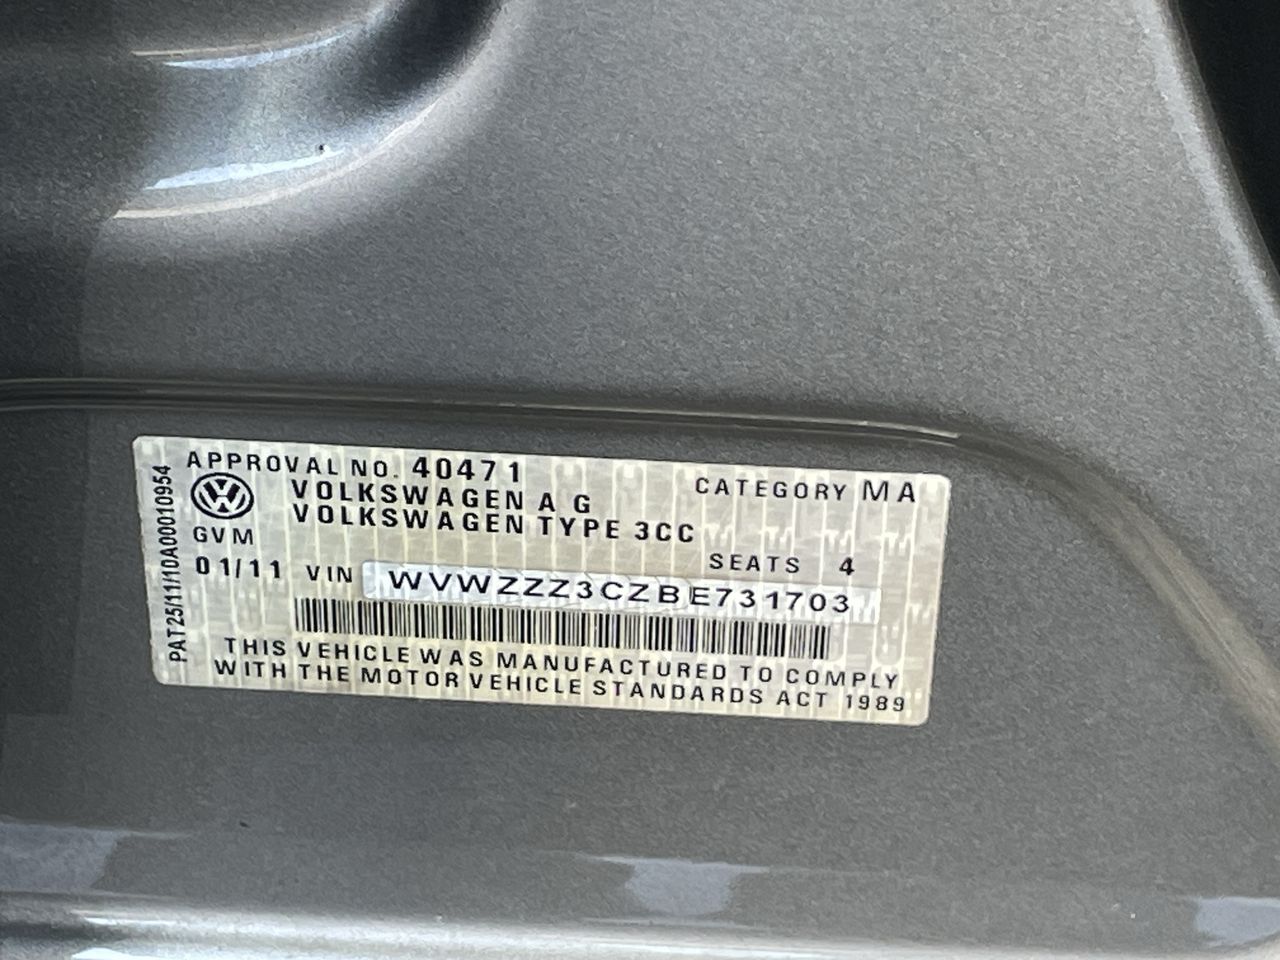 APPROVAL NO. 40471
CATEGORY MA
VOLKSWAGEN AG
VOLKSWAGEN TYPE 3CC
GVM
SEATS 4
01/11 VIN WVWZZZ3CZBE731703
THIS VEHICLE WAS MANUFACTURED TO COMPLY
WITH THE MOTOR VEHICLE STANDARDS ACT 1989
PAT25/11/10A00010954